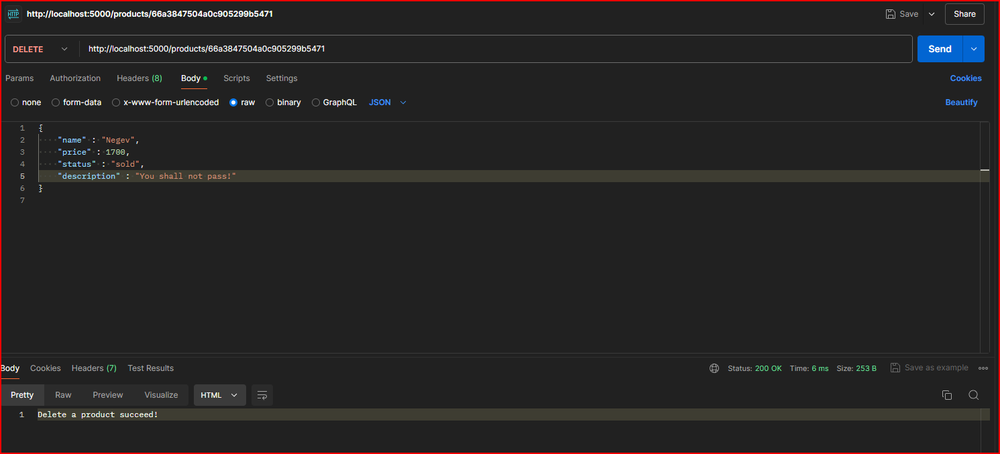 HTTP http://localhost:5000/products/66a3847504a0c905299b5471 Save Share
DELETE http://localhost:5000/products/66a3847504a0c905299b5471 Send
Params Authorization Headers (8) Body Scripts Settings Cookies
none form-data x-www-form-urlencoded raw binary GraphQL JSON Beautify
1 {
2 "name" : "Negev",
3 "price" : 1700,
4 "status" : "sold",
5 "description" : "You shall not pass!"
6 }
7
Body Cookies Headers (7) Test Results Status: 200 OK Time: 6 ms Size: 253 B Save as example
Pretty Raw Preview Visualize HTML
1 Delete a product succeed!